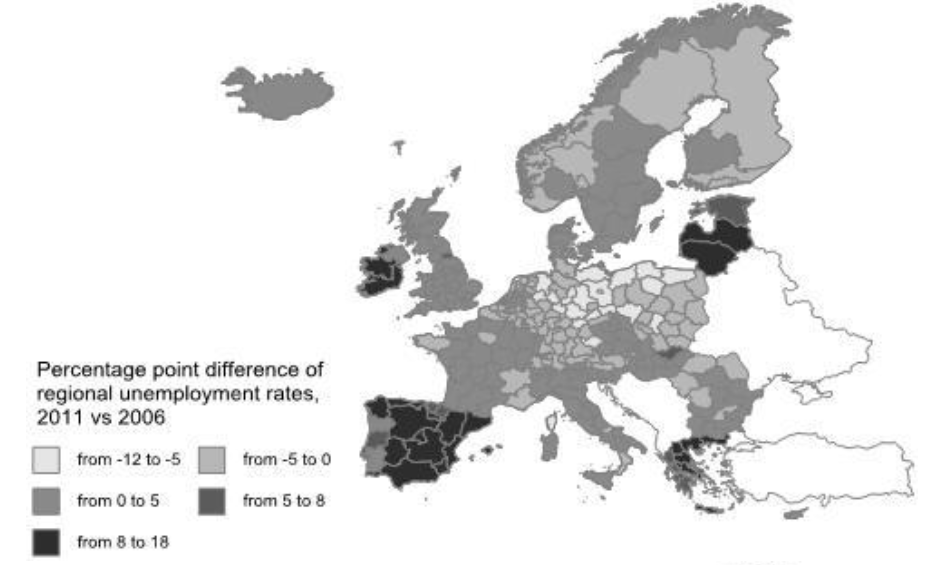 Percentage point difference of
regional unemployment rates,
2011 vs 2006
from -12 to -5
from -5 to 0
from 0 to 5
from 5 to 8
from 8 to 18